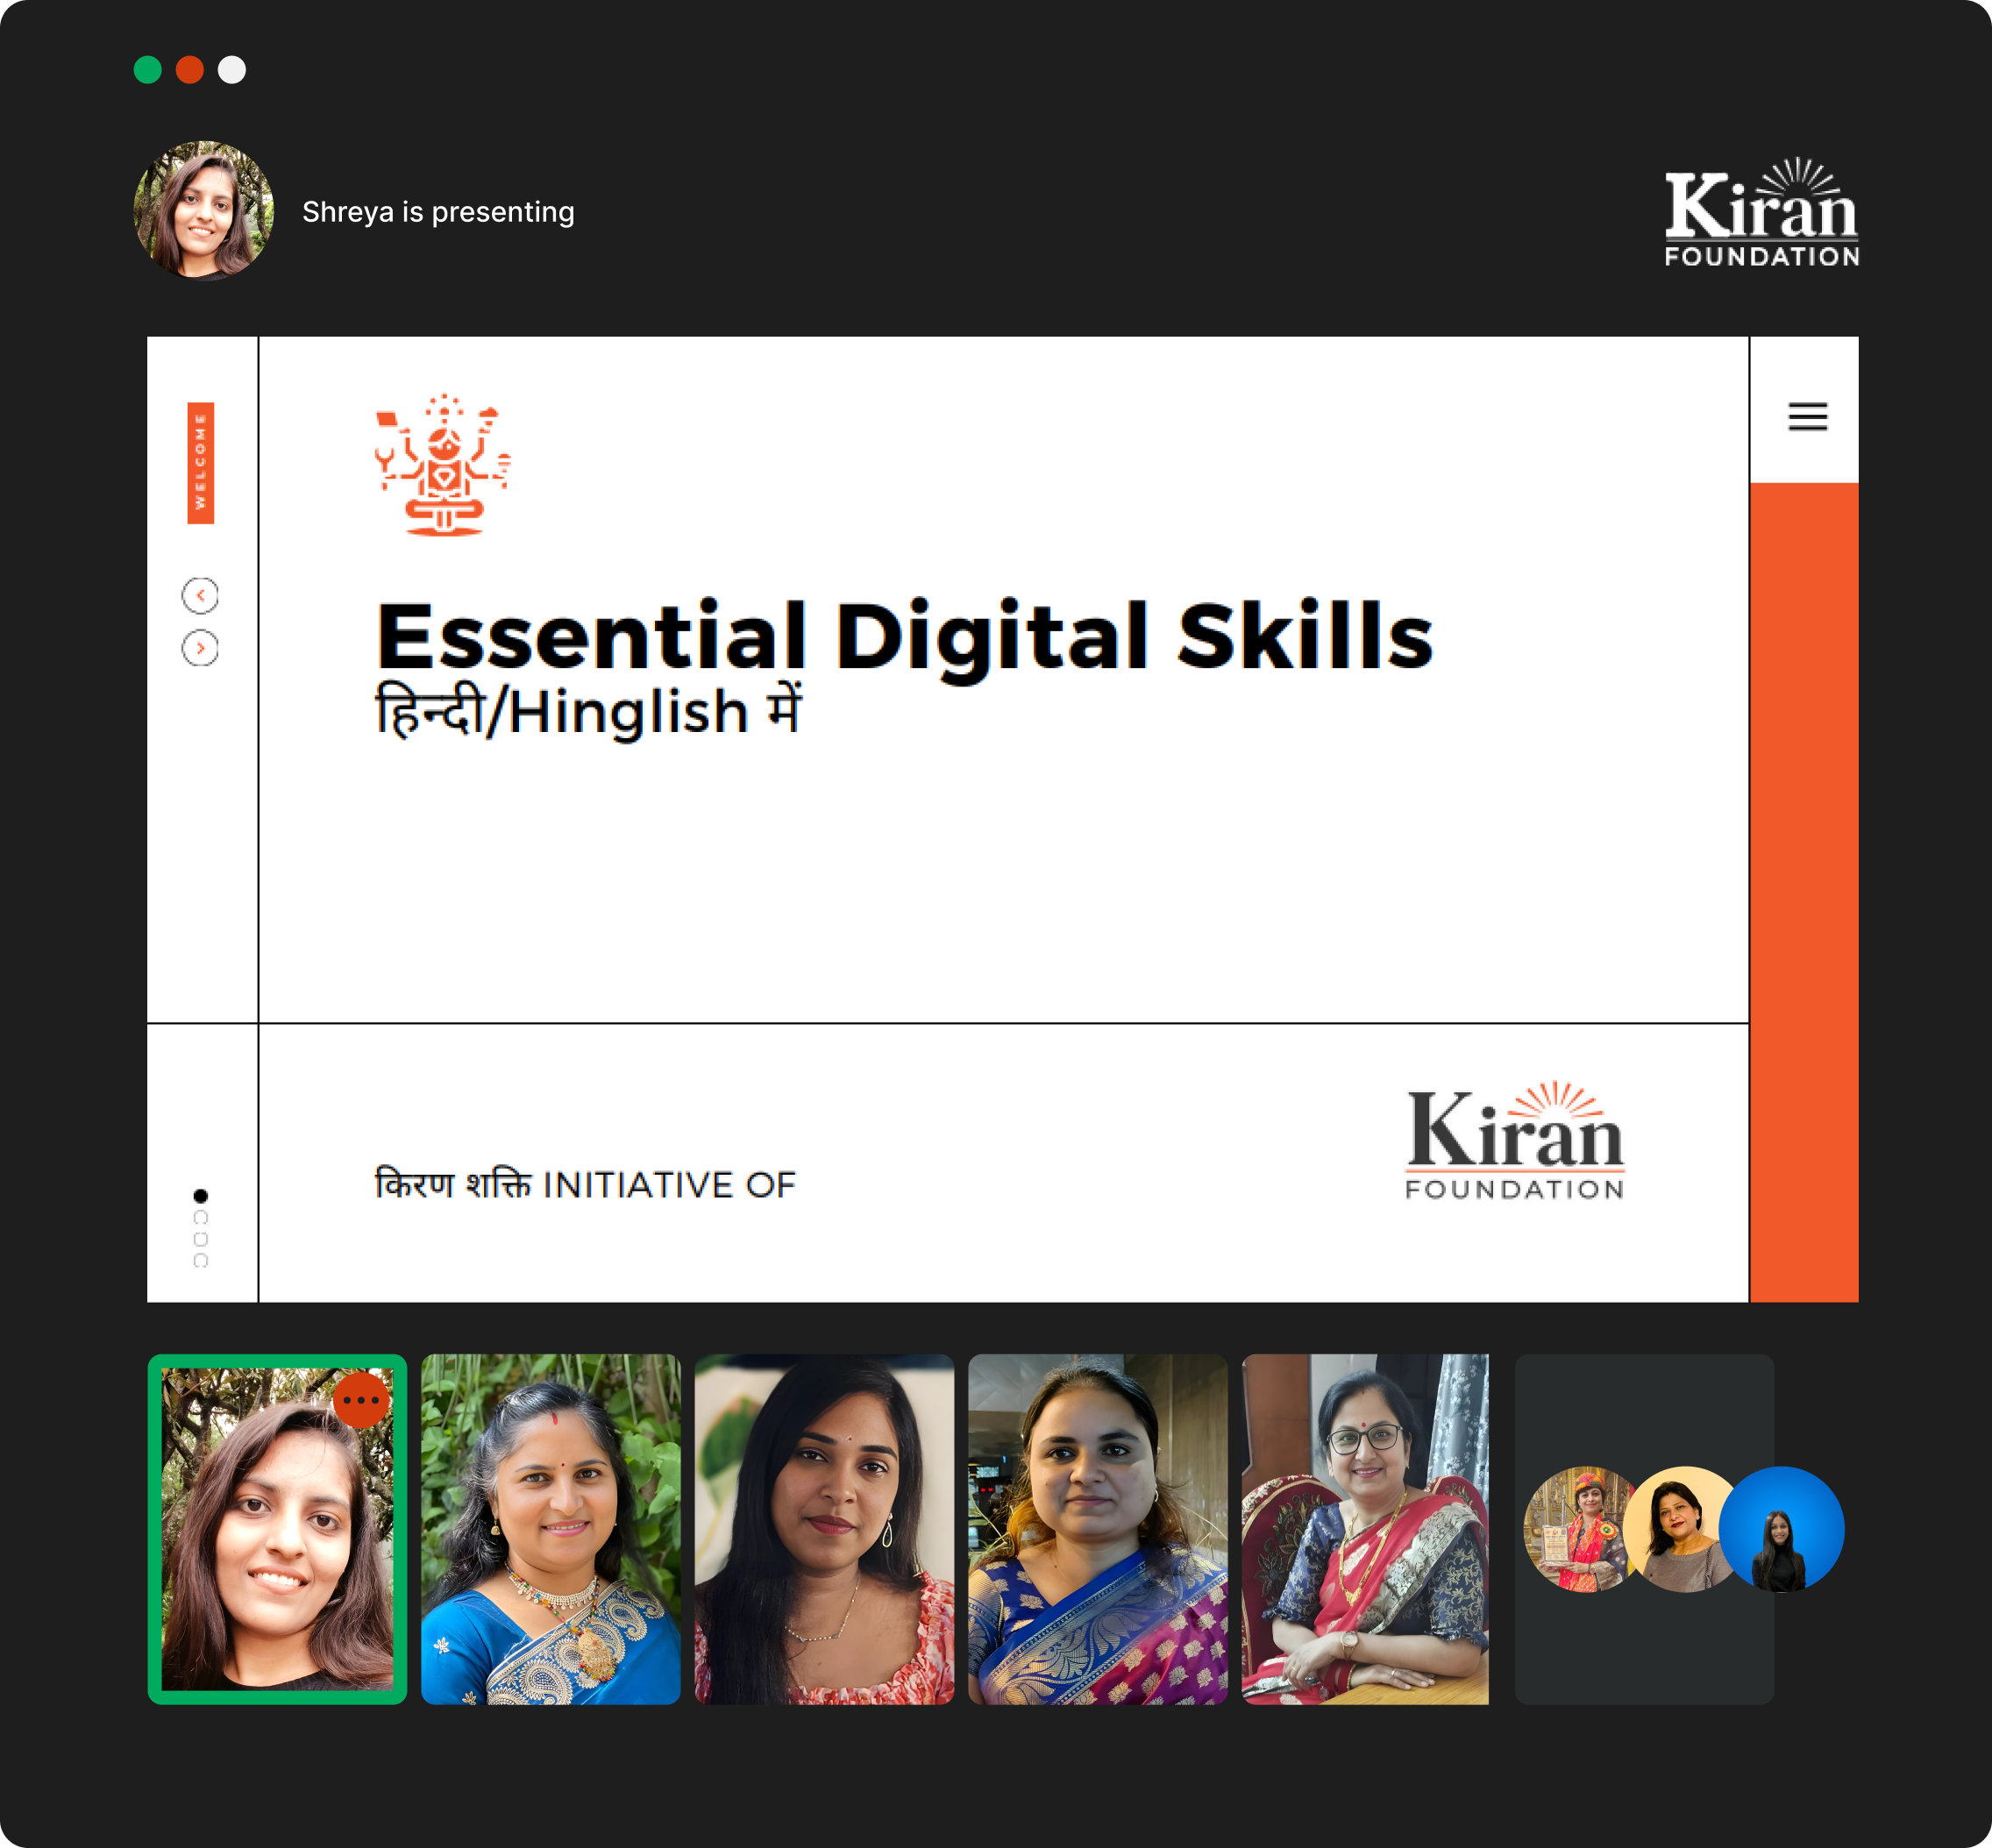 Shreya is presenting
Kiran
FOUNDATION
WELCOME
Essential Digital Skills
हिन्दी/Hinglish में
किरण शक्ति INITIATIVE OF
Kiran
FOUNDATION